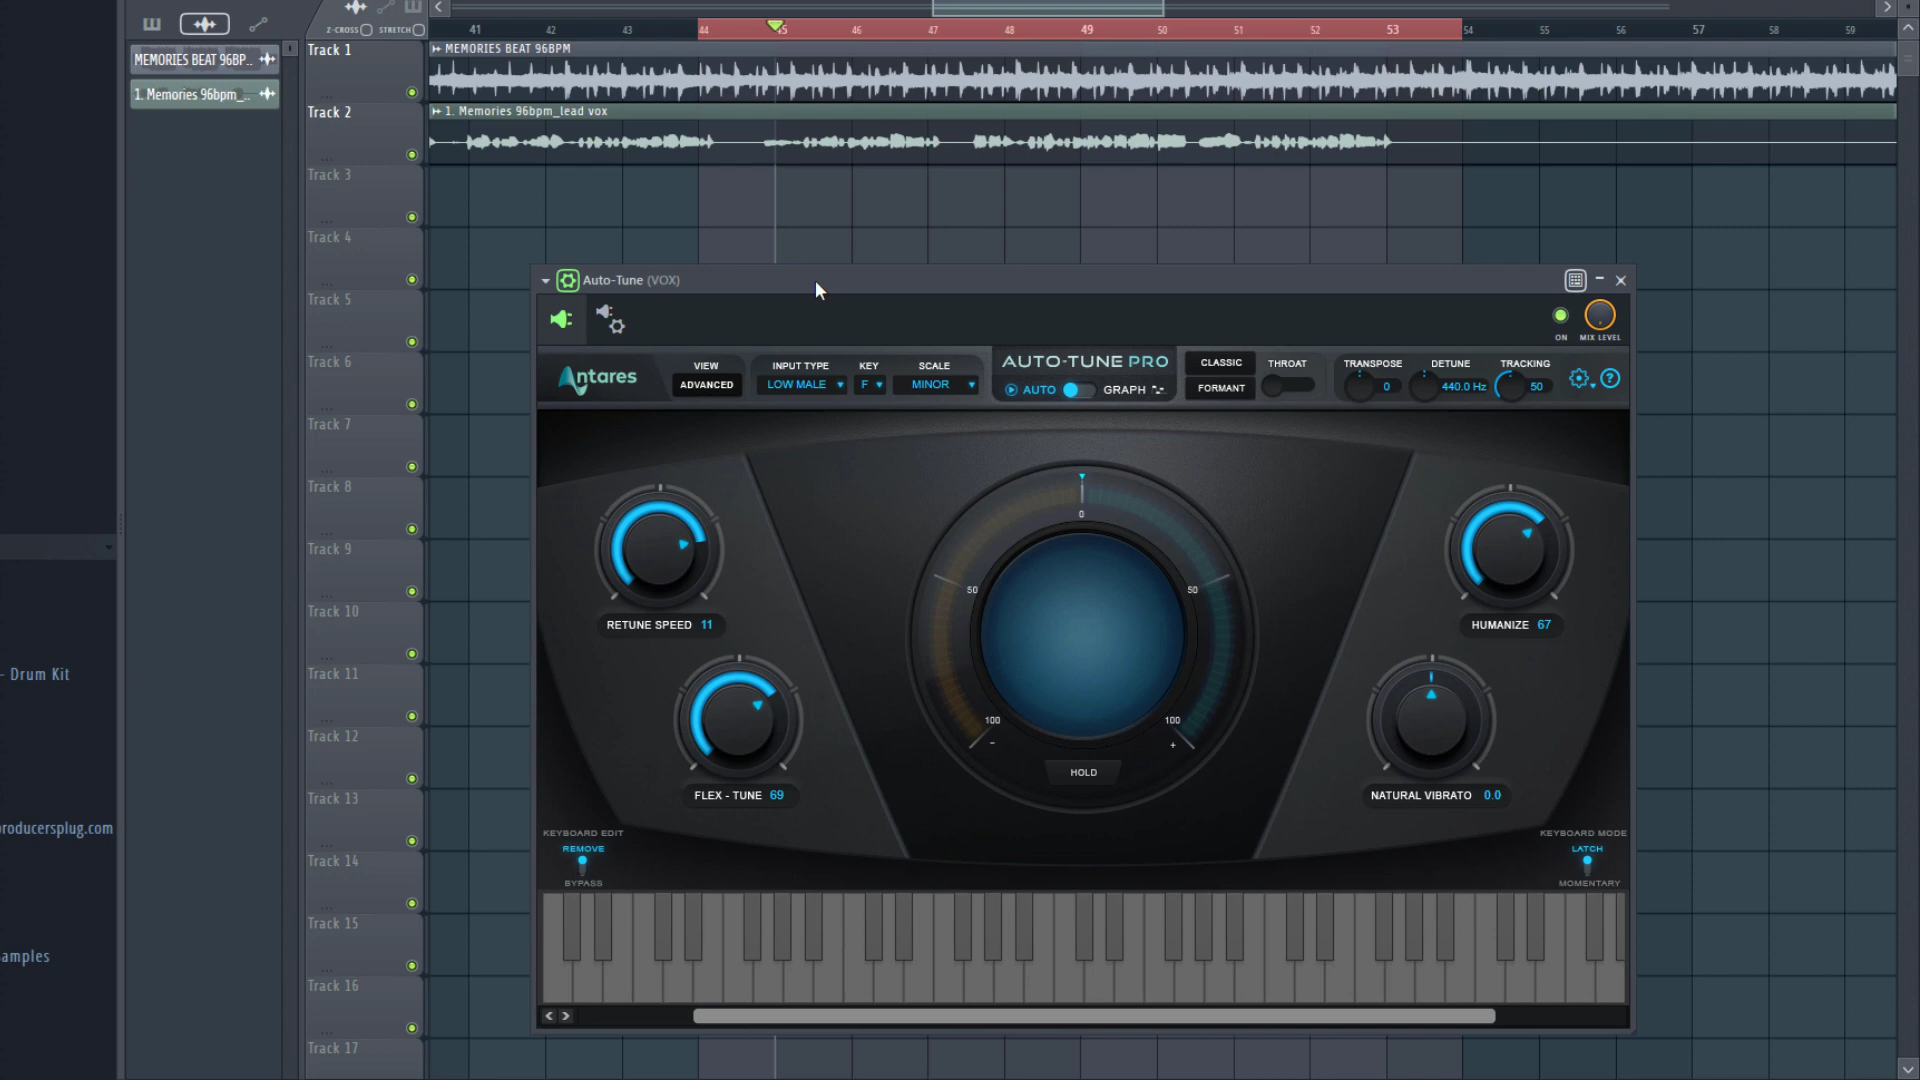 Z-CROSS STRETCH
41 42 43 44 45 46 47 48 49 50 51 52 53 54 55 56 57 58 59
MEMORIES BEAT 96BP..
1. Memories 96bpm_..
Track 1
MEMORIES BEAT 96BPM
Track 2
1. Memories 96bpm_lead vox
Track 3
Track 4
Track 5
Track 6
Track 7
Track 8
Track 9
Track 10
Track 11
Track 12
Track 13
Track 14
Track 15
Track 16
Track 17
- Drum Kit
roducersplug.com
amples
Auto-Tune (VOX)
ON MIX LEVEL
Antares
VIEW
ADVANCED
INPUT TYPE KEY SCALE
LOW MALE F MINOR
AUTO-TUNE PRO
AUTO GRAPH
CLASSIC
FORMANT
THROAT
TRANSPOSE DETUNE TRACKING
0 440.0 Hz 50
?
0
50 50
100 100
- +
HOLD
RETUNE SPEED 11
HUMANIZE 67
FLEX - TUNE 69
NATURAL VIBRATO 0.0
KEYBOARD EDIT
REMOVE
BYPASS
KEYBOARD MODE
LATCH
MOMENTARY